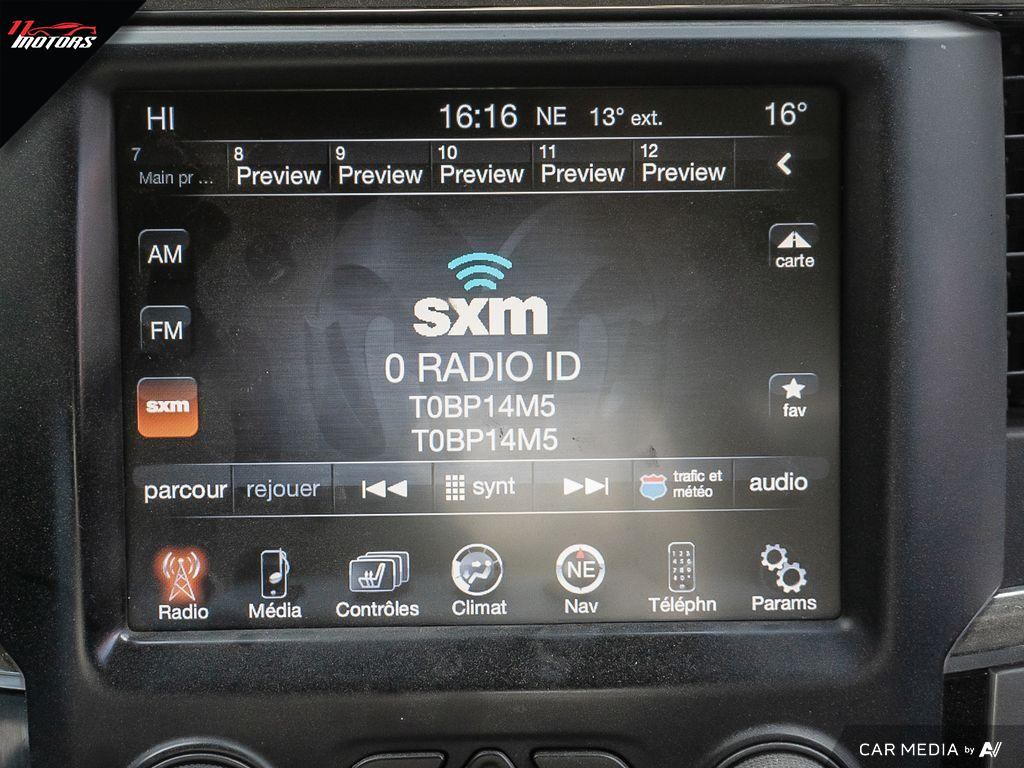 11
MOTORS
HI 16:16 NE 13° ext. 16°
7 8 9 10 11 12
Main pr ... Preview Preview Preview Preview Preview
AM
carte
sxm
FM
0 RADIO ID
sxm
fav
T0BP14M5
T0BP14M5
parcour rejouer synt trafic et météo audio
NE
Radio Média Contrôles Climat Nav Téléphn Params
CAR MEDIA by AV